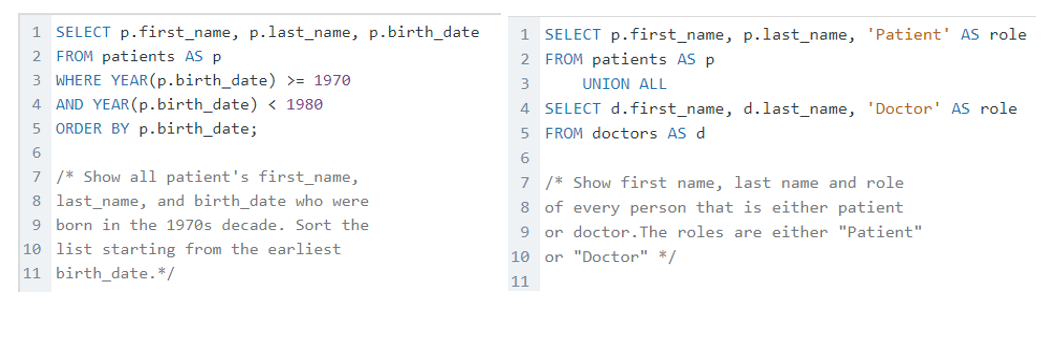 1 SELECT p.first_name, p.last_name, p.birth_date
2 FROM patients AS p
3 WHERE YEAR(p.birth_date) >= 1970
4 AND YEAR(p.birth_date) < 1980
5 ORDER BY p.birth_date;
6
7 /* Show all patient's first_name,
8 last_name, and birth_date who were
9 born in the 1970s decade. Sort the
10 list starting from the earliest
11 birth_date.*/
1 SELECT p.first_name, p.last_name, 'Patient' AS role
2 FROM patients AS p
3 UNION ALL
4 SELECT d.first_name, d.last_name, 'Doctor' AS role
5 FROM doctors AS d
6
7 /* Show first name, last name and role
8 of every person that is either patient
9 or doctor.The roles are either "Patient"
10 or "Doctor" */
11